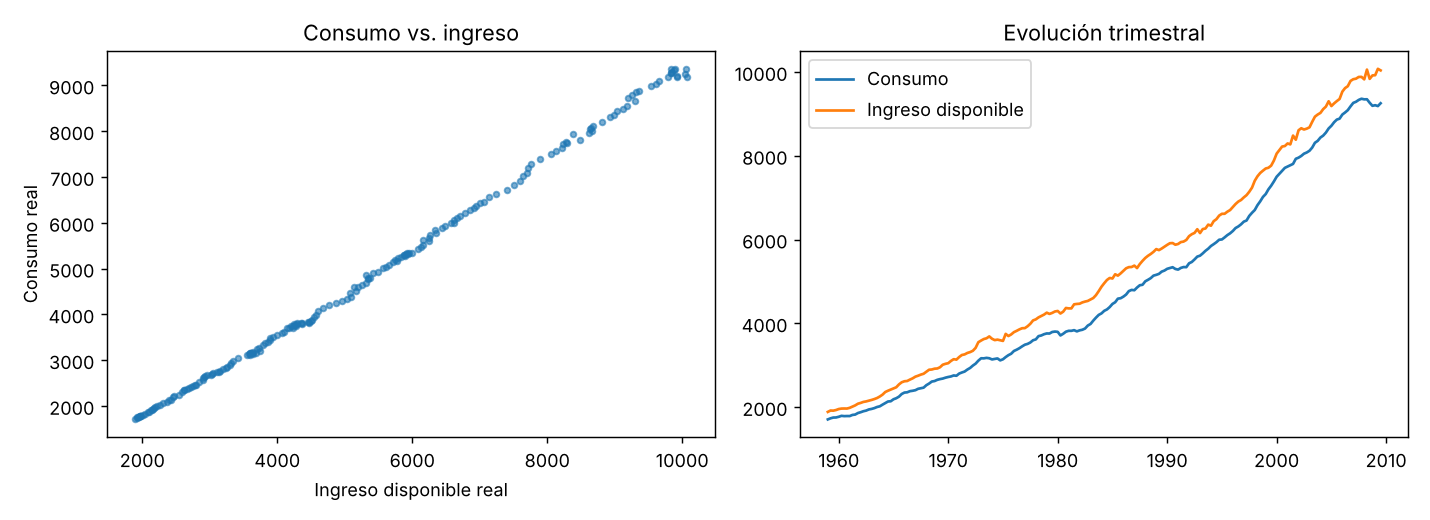 Consumo vs. ingreso
Consumo real
9000
8000
7000
6000
5000
4000
3000
2000
2000 4000 6000 8000 10000
Ingreso disponible real
Evolución trimestral
Consumo
Ingreso disponible
10000
8000
6000
4000
2000
1960 1970 1980 1990 2000 2010